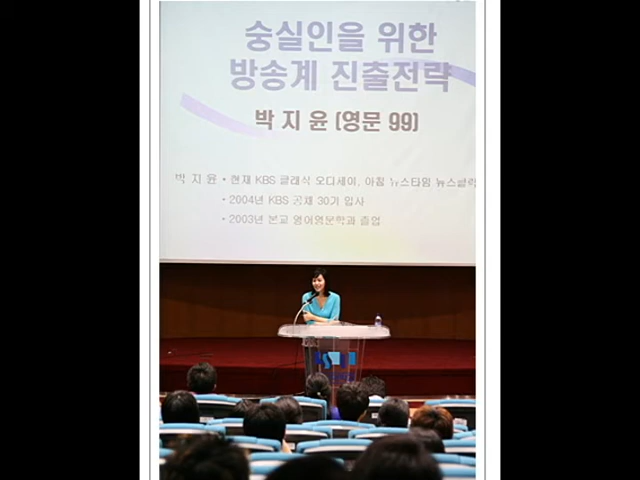 숭실인을 위한
방송계 진출전략
박 지 윤 (영문 99)
박 지 윤 • 현재 KBS 클래식 오디세이, 아침 뉴스타임 뉴스클릭
• 2004년 KBS 공채 30기 입사
• 2003년 본교 영어영문학과 졸업